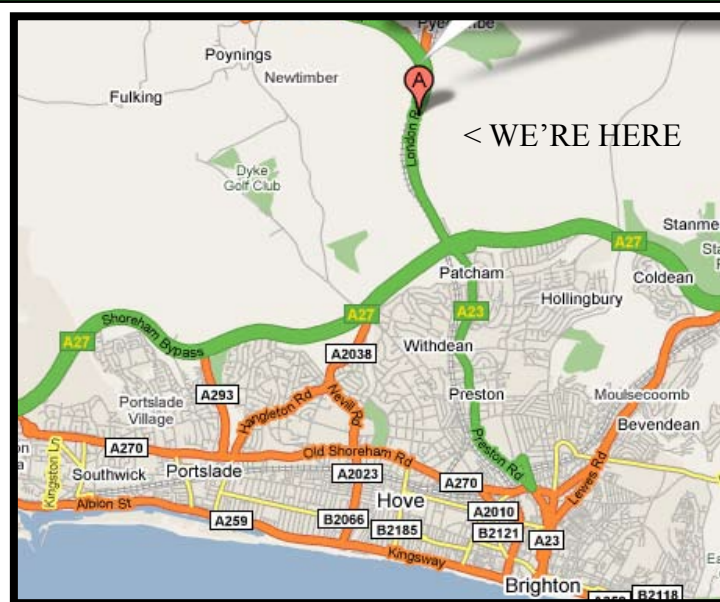 Poynings
Newtimber
Fulking
A
London Rd
< WE'RE HERE
Dyke
Golf Club
A27
Stanme
Coldean
Patcham
Hollingbury
A23
A27
A27
Shoreham Bypass
Withdean
A2038
Preston
A293
Hangleton Rd
Nevill Rd
Portslade
Village
Moulsecoomb
Bevendean
A270
Old Shoreham Rd
Preston Rd
Lewes Rd
Kingston Ln
Southwick
Portslade
A2023
A270
Albion St
A259
B2066
Hove
A2010
B2185
B2121
A23
Kingsway
Brighton
B2118